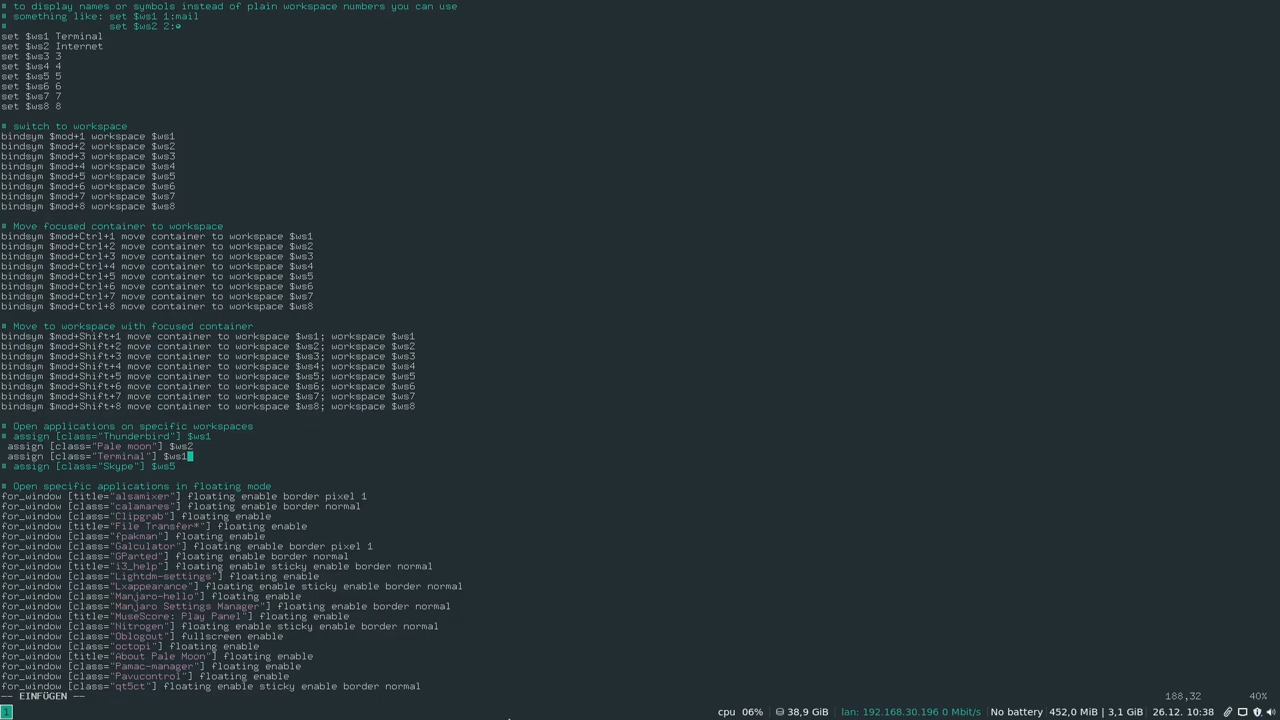 # to display names or symbols instead of plain workspace numbers you can use
# something like: set $ws1 1:mail
#                 set $ws2 2:
set $ws1 Terminal
set $ws2 Internet
set $ws3 3
set $ws4 4
set $ws5 5
set $ws6 6
set $ws7 7
set $ws8 8
# switch to workspace
bindsym $mod+1 workspace $ws1
bindsym $mod+2 workspace $ws2
bindsym $mod+3 workspace $ws3
bindsym $mod+4 workspace $ws4
bindsym $mod+5 workspace $ws5
bindsym $mod+6 workspace $ws6
bindsym $mod+7 workspace $ws7
bindsym $mod+8 workspace $ws8
# Move focused container to workspace
bindsym $mod+Ctrl+1 move container to workspace $ws1
bindsym $mod+Ctrl+2 move container to workspace $ws2
bindsym $mod+Ctrl+3 move container to workspace $ws3
bindsym $mod+Ctrl+4 move container to workspace $ws4
bindsym $mod+Ctrl+5 move container to workspace $ws5
bindsym $mod+Ctrl+6 move container to workspace $ws6
bindsym $mod+Ctrl+7 move container to workspace $ws7
bindsym $mod+Ctrl+8 move container to workspace $ws8
# Move to workspace with focused container
bindsym $mod+Shift+1 move container to workspace $ws1; workspace $ws1
bindsym $mod+Shift+2 move container to workspace $ws2; workspace $ws2
bindsym $mod+Shift+3 move container to workspace $ws3; workspace $ws3
bindsym $mod+Shift+4 move container to workspace $ws4; workspace $ws4
bindsym $mod+Shift+5 move container to workspace $ws5; workspace $ws5
bindsym $mod+Shift+6 move container to workspace $ws6; workspace $ws6
bindsym $mod+Shift+7 move container to workspace $ws7; workspace $ws7
bindsym $mod+Shift+8 move container to workspace $ws8; workspace $ws8
# Open applications on specific workspaces
# assign [class="Thunderbird"] $ws1
 assign [class="Pale moon"] $ws2
 assign [class="Terminal"] $ws1
# assign [class="Skype"] $ws5
# Open specific applications in floating mode
for_window [title="alsamixer"] floating enable border pixel 1
for_window [class="calamares"] floating enable border normal
for_window [class="Clipgrab"] floating enable
for_window [title="File Transfer*"] floating enable
for_window [class="fpakman"] floating enable
for_window [class="Galculator"] floating enable border pixel 1
for_window [class="GParted"] floating enable border normal
for_window [title="i3_help"] floating enable sticky enable border normal
for_window [class="Lightdm-settings"] floating enable
for_window [class="Lxappearance"] floating enable sticky enable border normal
for_window [class="Manjaro-hello"] floating enable
for_window [class="Manjaro Settings Manager"] floating enable border normal
for_window [title="MuseScore: Play Panel"] floating enable
for_window [class="Nitrogen"] floating enable sticky enable border normal
for_window [class="Oblogout"] fullscreen enable
for_window [class="octopi"] floating enable
for_window [title="About Pale Moon"] floating enable
for_window [class="Pamac-manager"] floating enable
for_window [class="Pavucontrol"] floating enable
for_window [class="qt5ct"] floating enable sticky enable border normal
-- EINFÜGEN -- 188,32 40%
1 cpu 06% 38,9 GiB lan: 192.168.30.196 0 Mbit/s No battery 452,0 MiB | 3,1 GiB 26.12. 10:38